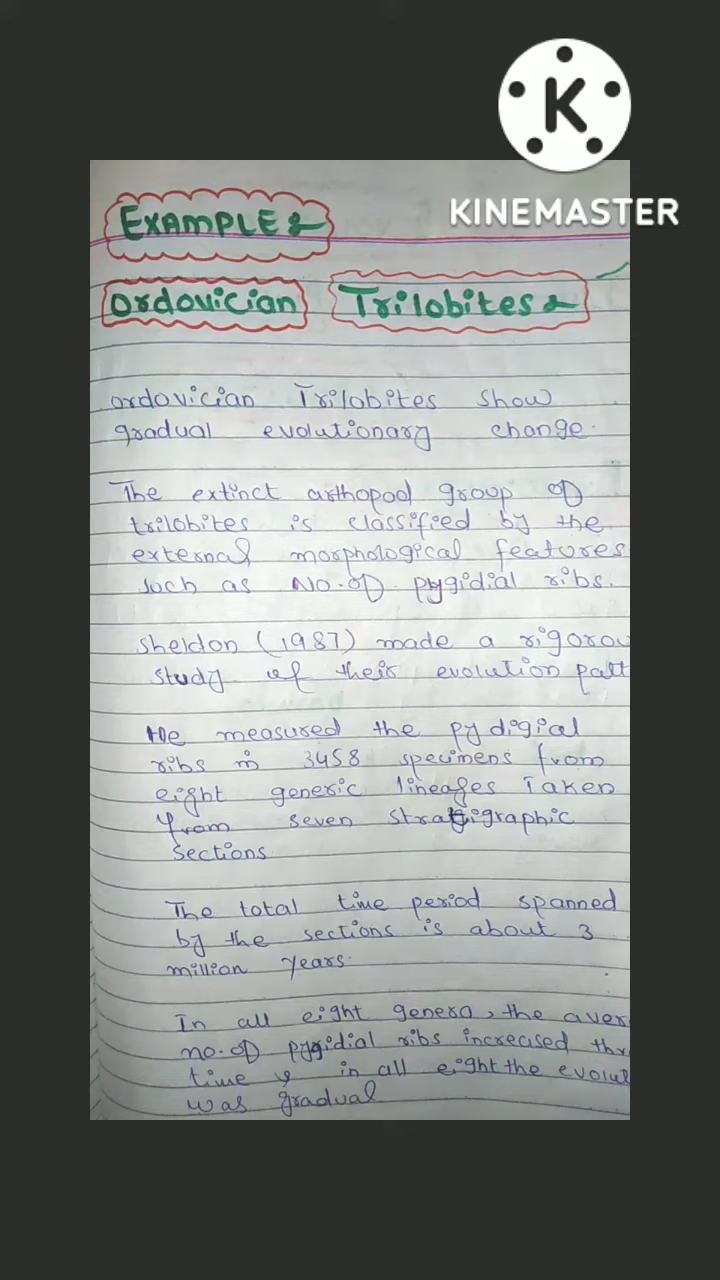 KINEMASTER
EXAMPLE:
Ordovician Trilobites:
ordovician Trilobites show
gradual evolutionary change.
The extinct arthopod group of
trilobites is classified by the
external morphological features
such as No. of. pygidial ribs.
Sheldon (1987) made a rigorou
study of their evolution patt
He measured the pydigial
ribs in 3458 specimens from
eight generic lineages Taken
from seven stratigraphic
sections
The total time period spanned
by the sections is about 3
million years.
In all eight genera, the aver
no. of pygidial ribs increased thr
time & in all eight the evolut
was gradual